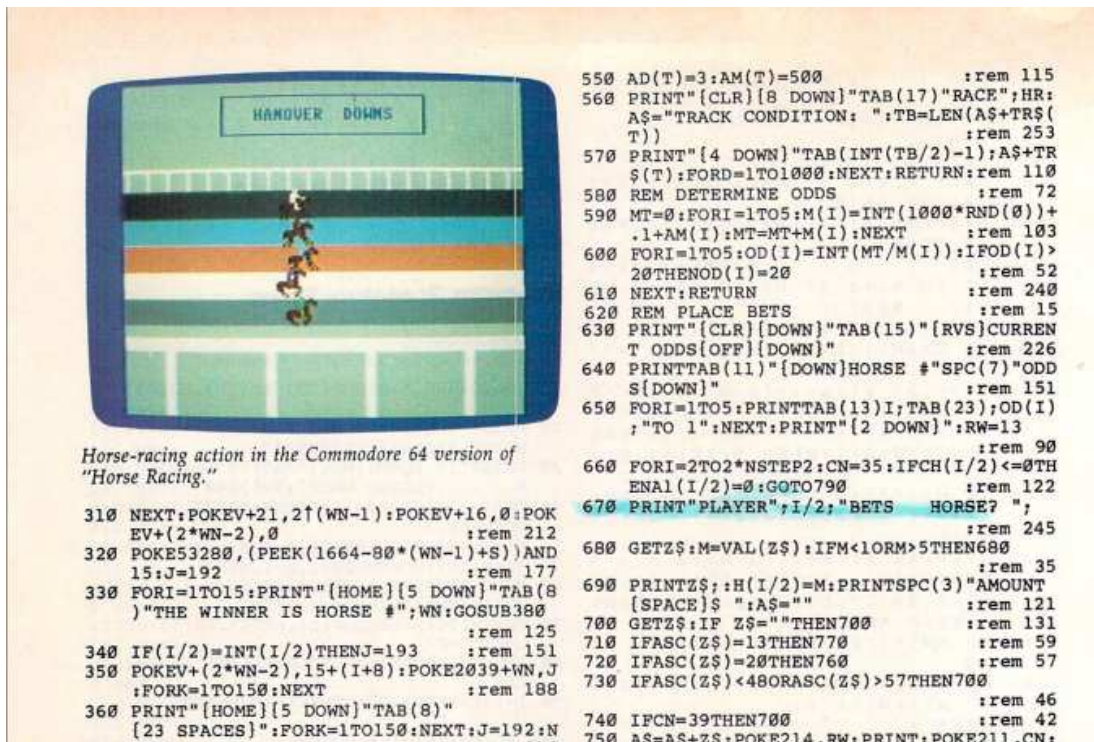 HANOVER DOWNS
Horse-racing action in the Commodore 64 version of
"Horse Racing."
310 NEXT:POKEV+21,2↑(WN-1):POKEV+16,0:POK
EV+(2*WN-2),0 :rem 212
320 POKE53280,(PEEK(1664-80*(WN-1)+S))AND
15:J=192 :rem 177
330 FORI=1TO15:PRINT"{HOME}{5 DOWN}"TAB(8
)"THE WINNER IS HORSE #";WN:GOSUB380
:rem 125
340 IF(I/2)=INT(I/2)THENJ=193 :rem 151
350 POKEV+(2*WN-2),15+(I+8):POKE2039+WN,J
:FORK=1TO150:NEXT :rem 188
360 PRINT"{HOME}{5 DOWN}"TAB(8)"
{23 SPACES}":FORK=1TO150:NEXT:J=192:N
550 AD(T)=3:AM(T)=500 :rem 115
560 PRINT"{CLR}{8 DOWN}"TAB(17)"RACE";HR:
A$="TRACK CONDITION: ":TB=LEN(A$+TR$(
T)) :rem 253
570 PRINT"{4 DOWN}"TAB(INT(TB/2)-1);A$+TR
$(T):FORD=1TO1000:NEXT:RETURN:rem 110
580 REM DETERMINE ODDS :rem 72
590 MT=0:FORI=1TO5:M(I)=INT(1000*RND(0))+
.1+AM(I):MT=MT+M(I):NEXT :rem 103
600 FORI=1TO5:OD(I)=INT(MT/M(I)):IFOD(I)>
20THENOD(I)=20 :rem 52
610 NEXT:RETURN :rem 240
620 REM PLACE BETS :rem 15
630 PRINT"{CLR}{DOWN}"TAB(15)"{RVS}CURREN
T ODDS{OFF}{DOWN}" :rem 226
640 PRINTTAB(11)"{DOWN}HORSE #"SPC(7)"ODD
S{DOWN}" :rem 151
650 FORI=1TO5:PRINTTAB(13)I;TAB(23);OD(I)
;"TO 1":NEXT:PRINT"{2 DOWN}":RW=13
:rem 90
660 FORI=2TO2*NSTEP2:CN=35:IFCH(I/2)<=0TH
ENA1(I/2)=0:GOTO790 :rem 122
670 PRINT"PLAYER";I/2;"BETS HORSE? ";
:rem 245
680 GETZ$:M=VAL(Z$):IFM<1ORM>5THEN680
:rem 35
690 PRINTZ$;:H(I/2)=M:PRINTSPC(3)"AMOUNT
{SPACE}$ ":A$="" :rem 121
700 GETZ$:IF Z$=""THEN700 :rem 131
710 IFASC(Z$)=13THEN770 :rem 59
720 IFASC(Z$)=20THEN760 :rem 57
730 IFASC(Z$)<48ORASC(Z$)>57THEN700
:rem 46
740 IFCN=39THEN700 :rem 42
750 A$=A$+Z$:POKE214,RW:PRINT:POKE211,CN: